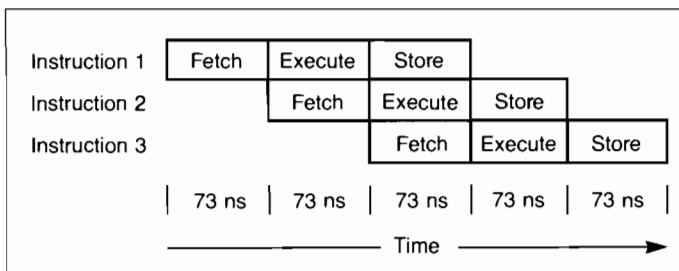 Instruction 1 Fetch Execute Store
Instruction 2 Fetch Execute Store
Instruction 3 Fetch Execute Store
73 ns 73 ns 73 ns 73 ns 73 ns
Time